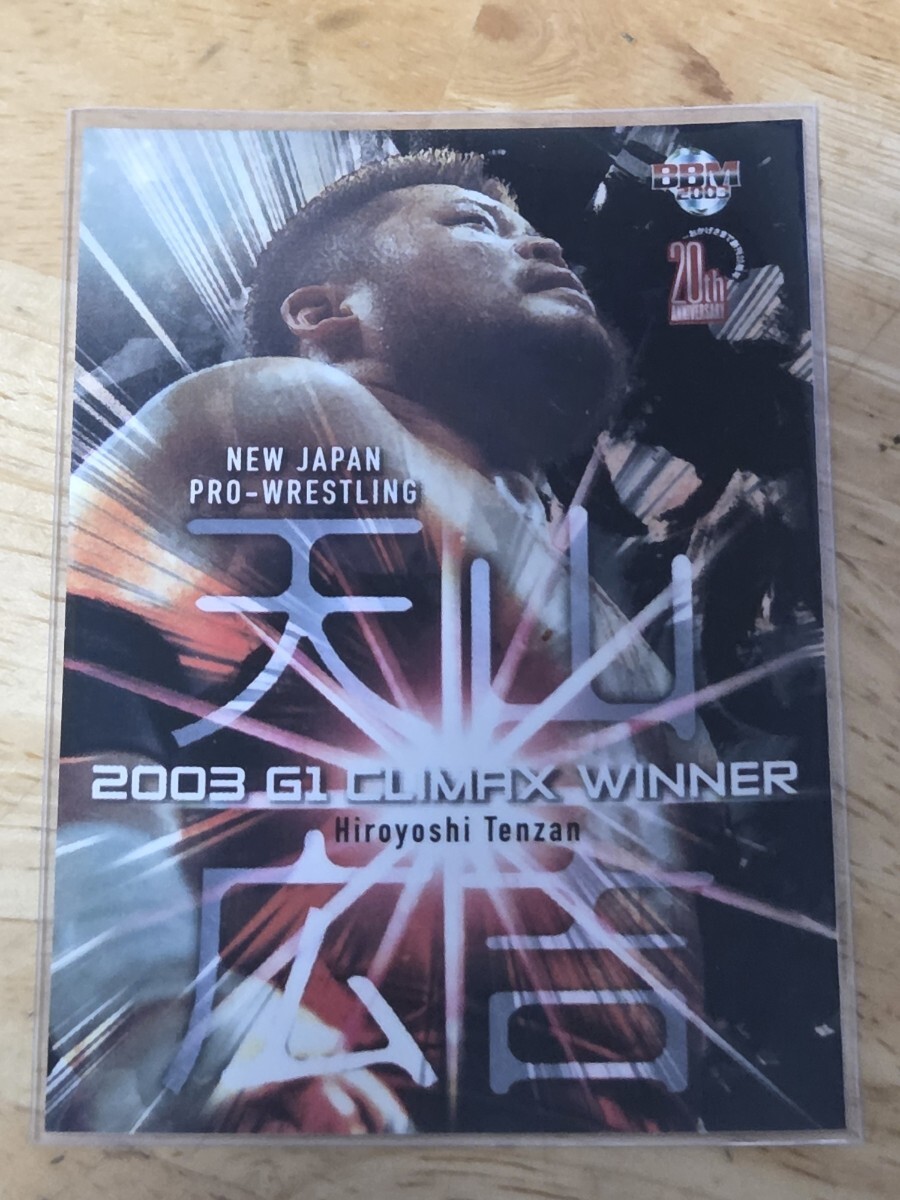 BBM
2003
20th
ANNIVERSARY
NEW JAPAN
PRO-WRESTLING
天山
2003 G1 CLIMAX WINNER
Hiroyoshi Tenzan
広吉